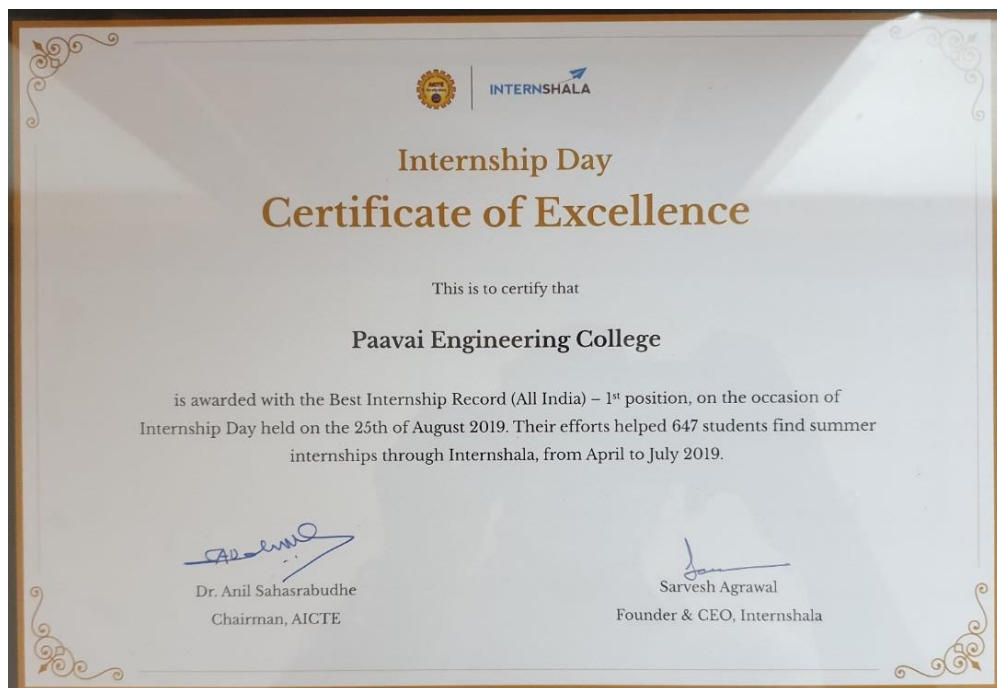 AICTE
INTERNSHALA
Internship Day
Certificate of Excellence
This is to certify that
Paavai Engineering College
is awarded with the Best Internship Record (All India) – 1st position, on the occasion of
Internship Day held on the 25th of August 2019. Their efforts helped 647 students find summer
internships through Internshala, from April to July 2019.
Dr. Anil Sahasrabudhe
Chairman, AICTE
Sarvesh Agrawal
Founder & CEO, Internshala